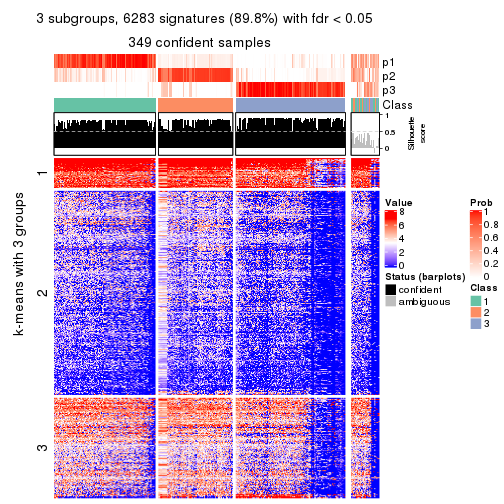 3 subgroups, 6283 signatures (89.8%) with fdr < 0.05
349 confident samples
p1
p2
p3
Class
1
0.5
0
Silhouette
score
k-means with 3 groups
1
2
3
Value
8
6
4
2
0
Status (barplots)
confident
ambiguous
Prob
1
0.8
0.6
0.4
0.2
0
Class
1
2
3